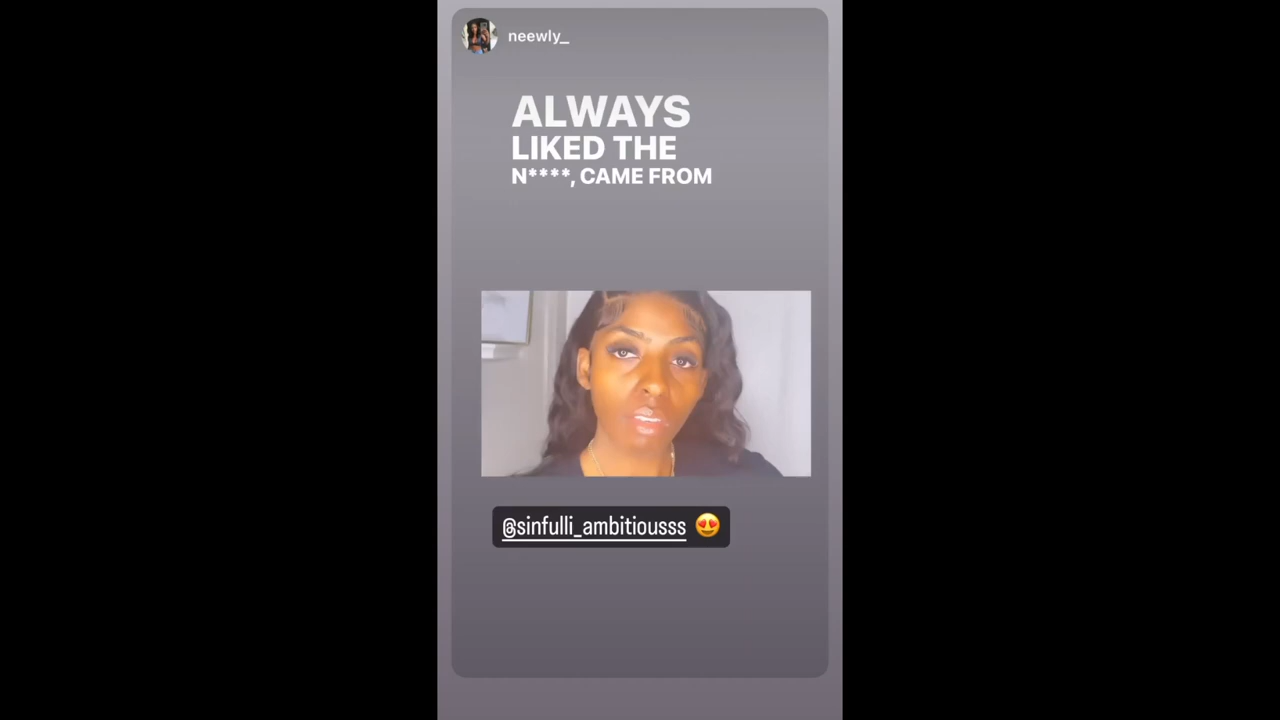 neewly_
ALWAYS
LIKED THE
N****, CAME FROM
@sinfulli_ambitiousss 😍